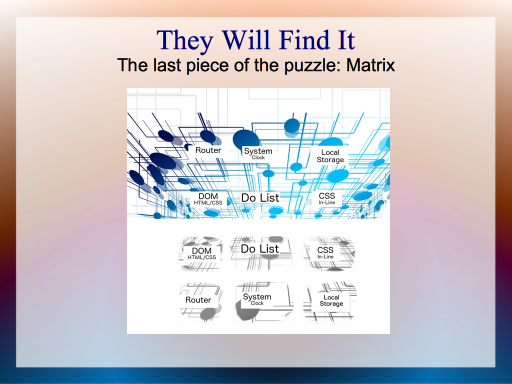 They Will Find It
The last piece of the puzzle: Matrix
Router
System
Clock
Local
Storage
DOM
HTML/CSS
Do List
CSS
In-Line
DOM
HTML/CSS
Do List
CSS
In-Line
Router
System
Clock
Local
Storage